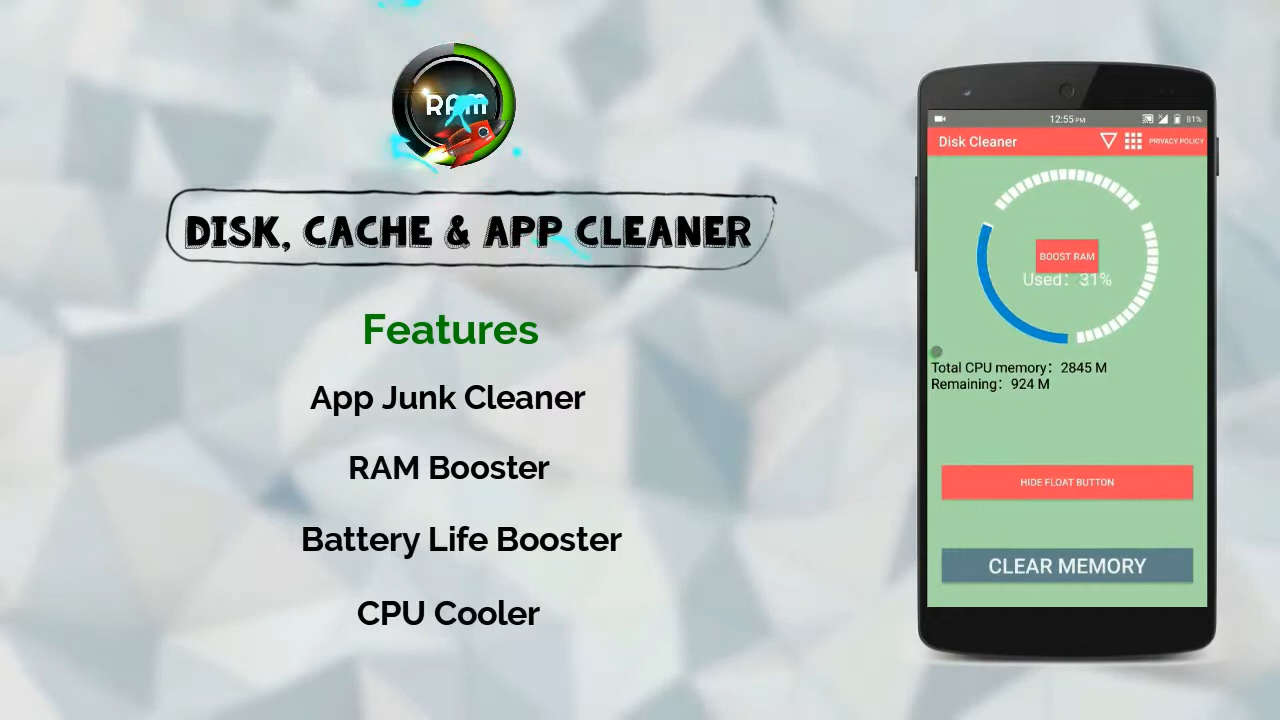 RAM
DISK, CACHE & APP CLEANER
Features
App Junk Cleaner
RAM Booster
Battery Life Booster
CPU Cooler
12:55 PM
81%
Disk Cleaner
PRIVACY POLICY
BOOST RAM
Used: 31%
Total CPU memory: 2845 M
Remaining: 924 M
HIDE FLOAT BUTTON
CLEAR MEMORY